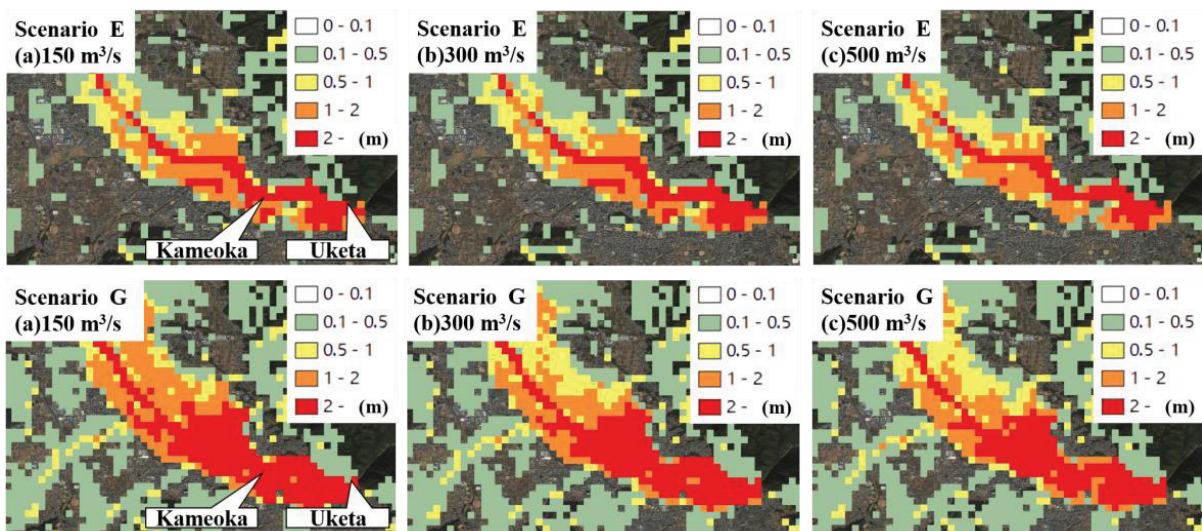 Scenario E
(a)150 m³/s
0 - 0.1
0.1 - 0.5
0.5 - 1
1 - 2
2 - (m)
Kameoka
Uketa
Scenario E
(b)300 m³/s
0 - 0.1
0.1 - 0.5
0.5 - 1
1 - 2
2 - (m)
Scenario E
(c)500 m³/s
0 - 0.1
0.1 - 0.5
0.5 - 1
1 - 2
2 - (m)
Scenario G
(a)150 m³/s
0 - 0.1
0.1 - 0.5
0.5 - 1
1 - 2
2 - (m)
Kameoka
Uketa
Scenario G
(b)300 m³/s
0 - 0.1
0.1 - 0.5
0.5 - 1
1 - 2
2 - (m)
Scenario G
(c)500 m³/s
0 - 0.1
0.1 - 0.5
0.5 - 1
1 - 2
2 - (m)